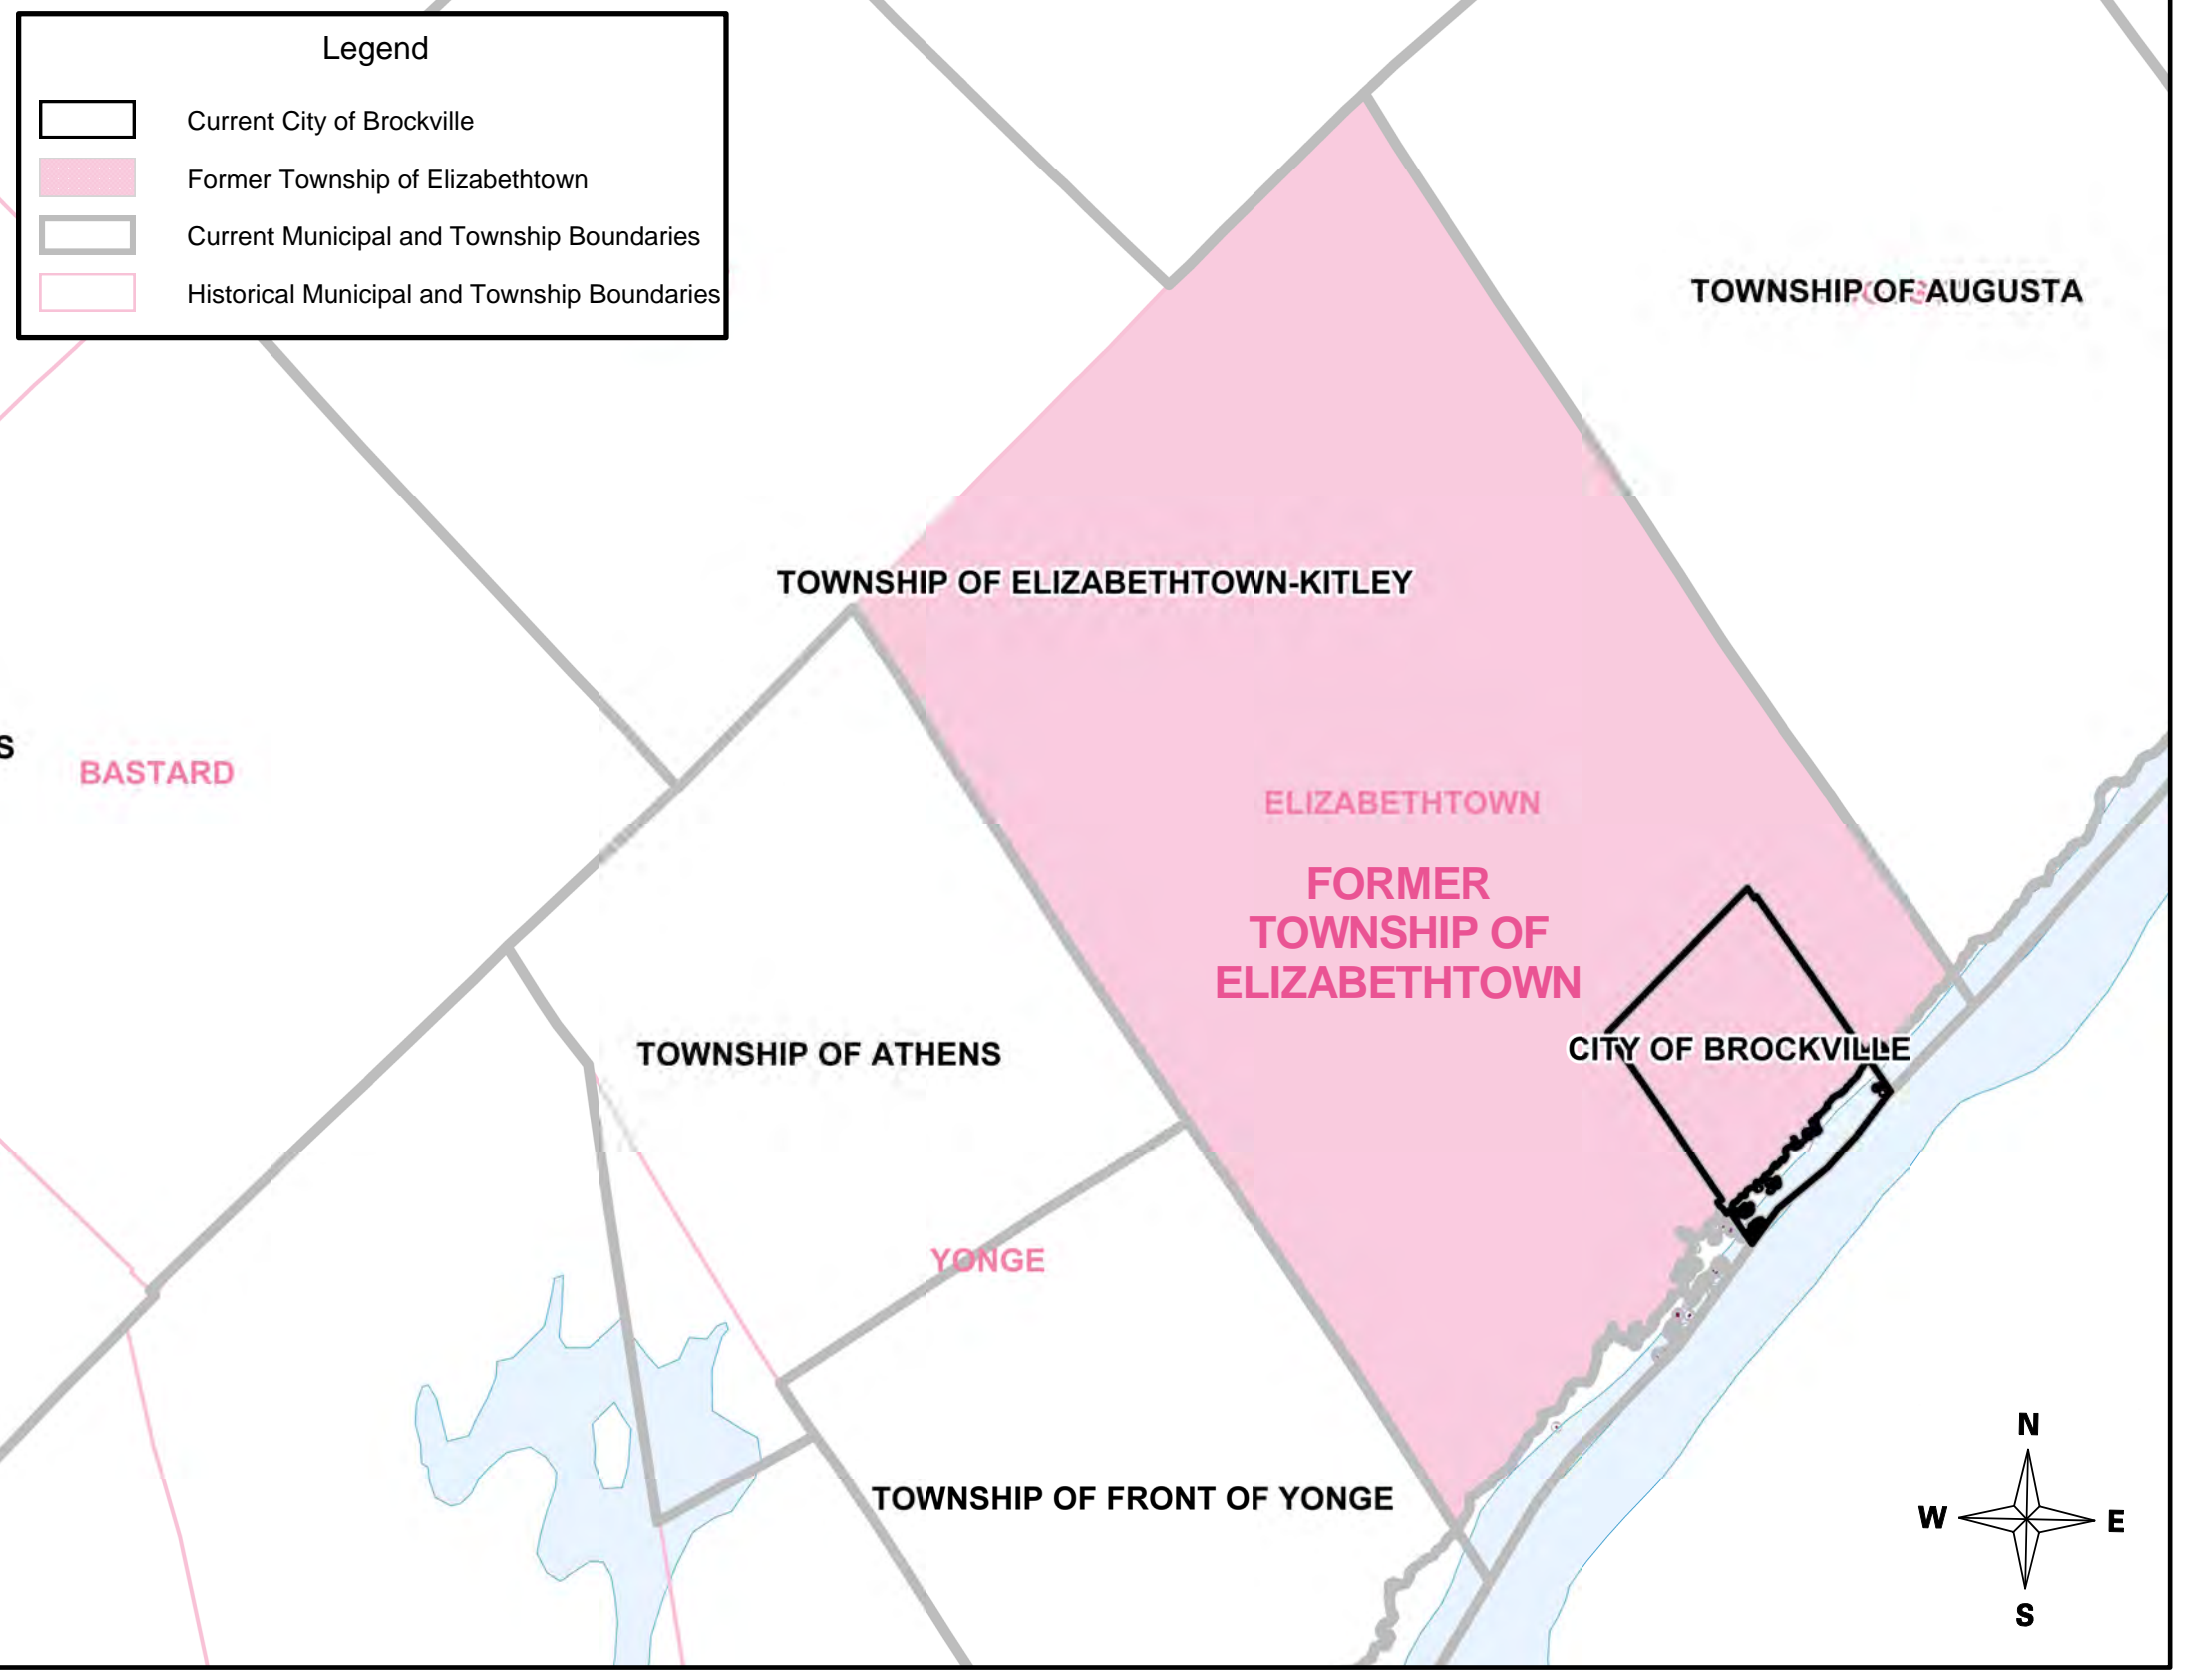 Legend
Current City of Brockville
Former Township of Elizabethtown
Current Municipal and Township Boundaries
Historical Municipal and Township Boundaries
TOWNSHIP OF AUGUSTA
TOWNSHIP OF ELIZABETHTOWN-KITLEY
S
BASTARD
ELIZABETHTOWN
FORMER
TOWNSHIP OF
ELIZABETHTOWN
CITY OF BROCKVILLE
TOWNSHIP OF ATHENS
YONGE
TOWNSHIP OF FRONT OF YONGE
N
W
E
S